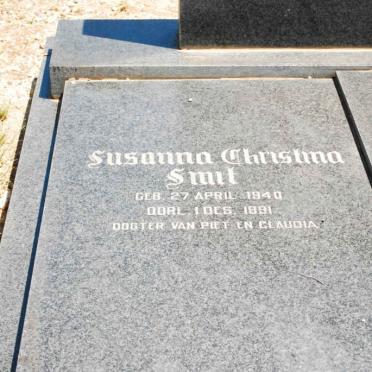 Susanna Christina
Smit
GEB. 27 APRIL 1940
OORL. 1 DES. 1991
DOGTER VAN PIET EN CLAUDIA